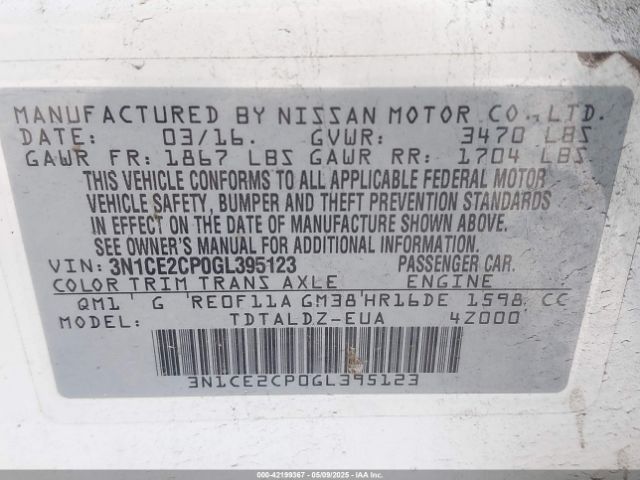 MANUFACTURED BY NISSAN MOTOR CO., LTD.
DATE: 03/16. GVWR: 3470 LBS
GAWR FR: 1867 LBS GAWR RR: 1704 LBS
THIS VEHICLE CONFORMS TO ALL APPLICABLE FEDERAL MOTOR
VEHICLE SAFETY, BUMPER AND THEFT PREVENTION STANDARDS
IN EFFECT ON THE DATE OF MANUFACTURE SHOWN ABOVE.
SEE OWNER'S MANUAL FOR ADDITIONAL INFORMATION.
VIN: 3N1CE2CP0GL395123 PASSENGER CAR.
COLOR TRIM TRANS AXLE ENGINE
QM1 G RE0F11A GM38 HR16DE 1598 CC
MODEL: TDTALDZ-EUA 4Z000
3N1CE2CP0GL395123
000-42199367 - 05/09/2025 - IAAI.COM